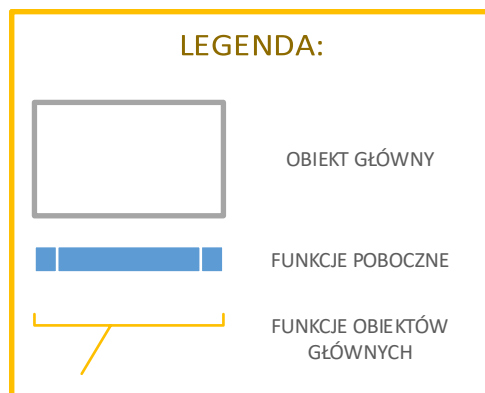 LEGENDA:
OBIEKT GŁÓWNY
FUNKCJE POBOCZNE
FUNKCJE OBIEKTÓW
GŁÓWNYCH